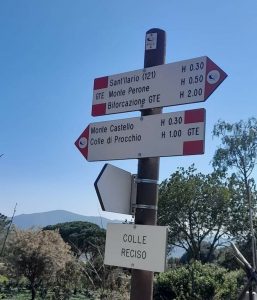 Sant'Ilario (121) H 0.30
GTE Monte Perone H 0.50
Biforcazione GTE H 2.00
Monte Castello H 0.30 GTE
Colle di Procchio H 1.00
COLLE
RECISO